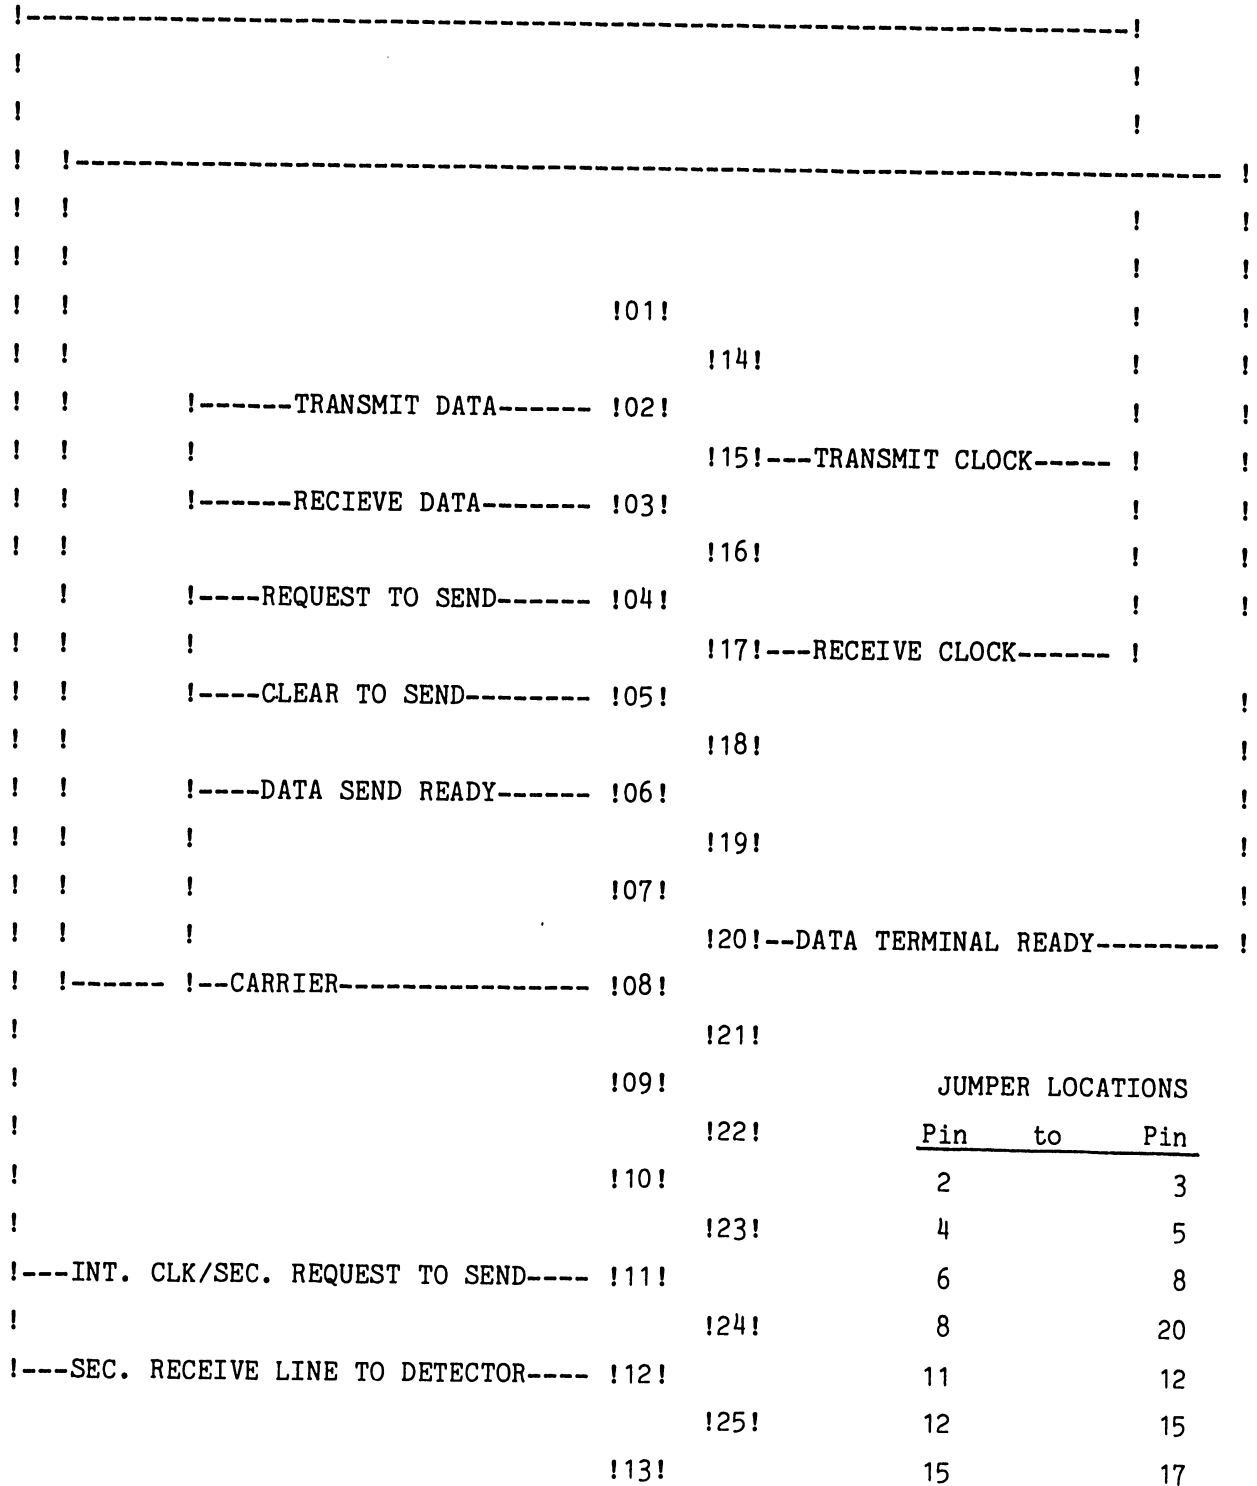 !01!
!14!
!------TRANSMIT DATA------ !02!
!15!---TRANSMIT CLOCK----- !
!------RECIEVE DATA------- !03!
!16!
!----REQUEST TO SEND------ !04!
!17!---RECEIVE CLOCK------ !
!----CLEAR TO SEND-------- !05!
!18!
!----DATA SEND READY------ !06!
!19!
!07!
!20!--DATA TERMINAL READY-------- !
!------ !--CARRIER---------------- !08!
!21!
!09! JUMPER LOCATIONS
!22! Pin to Pin
!10! 2 3
!23! 4 5
!---INT. CLK/SEC. REQUEST TO SEND---- !11! 6 8
!24! 8 20
!---SEC. RECEIVE LINE TO DETECTOR---- !12! 11 12
!25! 12 15
!13! 15 17